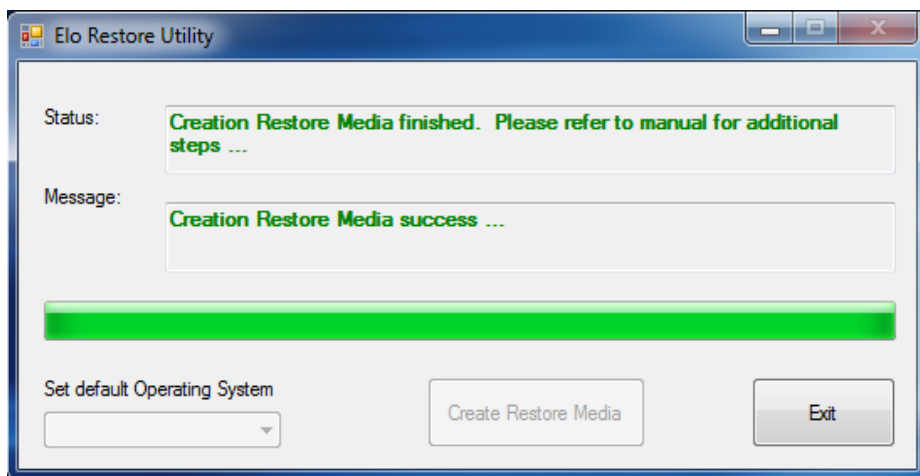 Elo Restore Utility
Status:
Creation Restore Media finished.  Please refer to manual for additional
steps ...
Message:
Creation Restore Media success ...
Set default Operating System
Create Restore Media
Exit